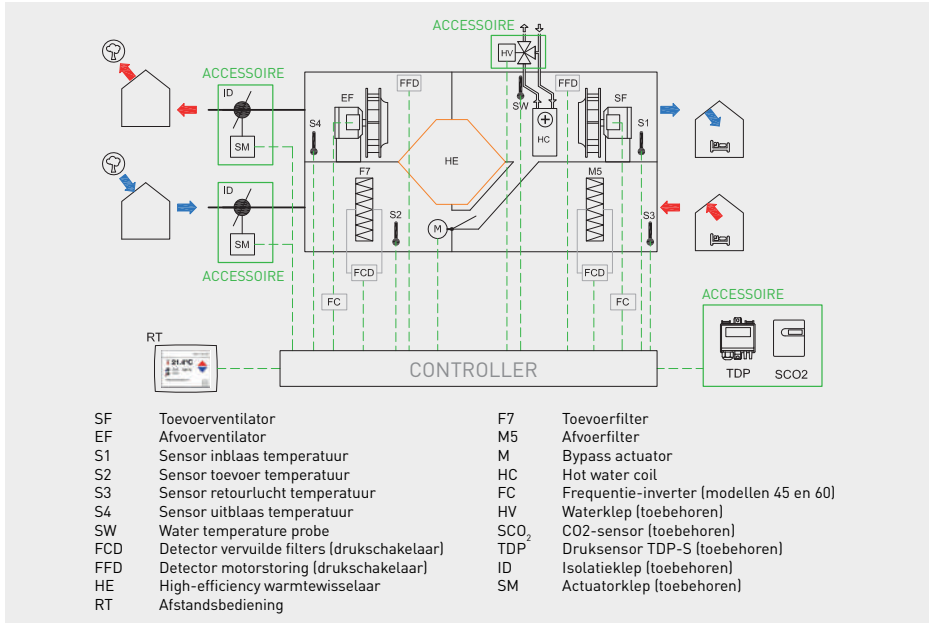 ACCESSOIRE
HV
ACCESSOIRE
ID
SM
FFD
EF
S4
SW
HC
FFD
SF
S1
HE
F7
M5
ID
SM
S2
M
S3
ACCESSOIRE
FCD
FCD
FC
FC
ACCESSOIRE
RT
21.4°C
CONTROLLER
TDP
SCO2
SF Toevoerventilator
EF Afvoerventilator
S1 Sensor inblaas temperatuur
S2 Sensor toevoer temperatuur
S3 Sensor retourlucht temperatuur
S4 Sensor uitblaas temperatuur
SW Water temperature probe
FCD Detector vervuilde filters (drukschakelaar)
FFD Detector motorstoring (drukschakelaar)
HE High-efficiency warmtewisselaar
RT Afstandsbediening
F7 Toevoerfilter
M5 Afvoerfilter
M Bypass actuator
HC Hot water coil
FC Frequentie-inverter (modellen 45 en 60)
HV Waterklep (toebehoren)
SCO₂ CO2-sensor (toebehoren)
TDP Druksensor TDP-S (toebehoren)
ID Isolatieklep (toebehoren)
SM Actuatorklep (toebehoren)